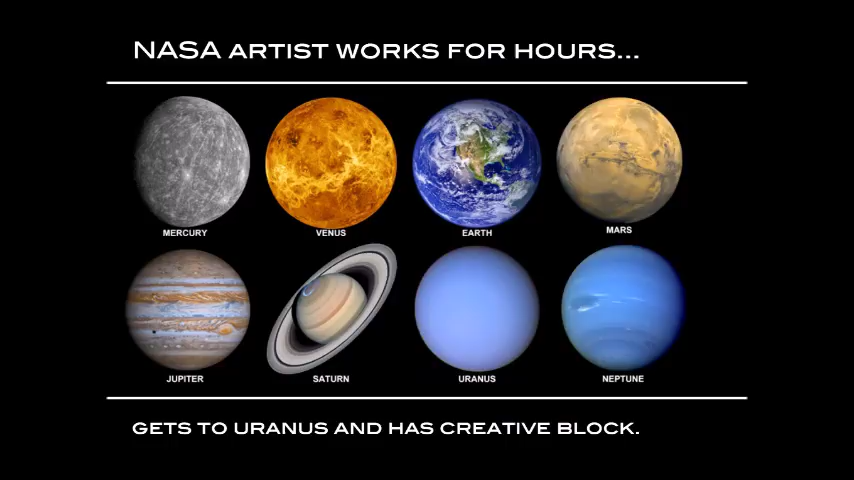 NASA ARTIST WORKS FOR HOURS...
MERCURY VENUS EARTH MARS
JUPITER SATURN URANUS NEPTUNE
GETS TO URANUS AND HAS CREATIVE BLOCK.